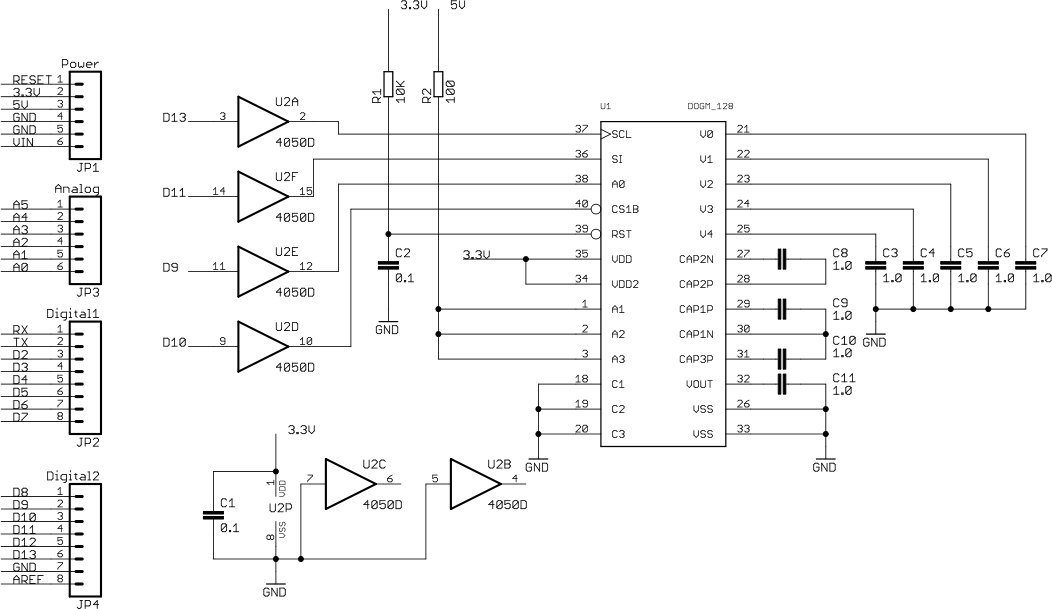 3.3V 5V
Power
RESET 1
3.3V 2
5V 3
GND 4
GND 5
VIN 6
JP1
Analog
A5 1
A4 2
A3 3
A2 4
A1 5
A0 6
JP3
Digital1
RX 1
TX 2
D2 3
D3 4
D4 5
D5 6
D6 7
D7 8
JP2
Digital2
D8 1
D9 2
D10 3
D11 4
D12 5
D13 6
GND 7
AREF 8
JP4
D13 3 U2A 2
4050D
D11 14 U2F 15
4050D
D9 11 U2E 12
4050D
D10 9 U2D 10
4050D
R1 10K
R2 100
C2
0.1
GND
3.3V
U1 DOGM_128
37 SCL V0 21
36 SI V1 22
38 A0 V2 23
40 CS1B V3 24
39 RST V4 25
35 VDD CAP2N 27
34 VDD2 CAP2P 28
1 A1 CAP1P 29
2 A2 CAP1N 30
3 A3 CAP3P 31
18 C1 VOUT 32
19 C2 VSS 26
20 C3 VSS 33
GND GND
C8
1.0
C9
1.0
C10
1.0
C11
1.0
C3 C4 C5 C6 C7
1.0 1.0 1.0 1.0 1.0
GND
3.3V
C1
0.1
1 VDD
U2P
8 VSS
GND
7 U2C 6
4050D
5 U2B 4
4050D